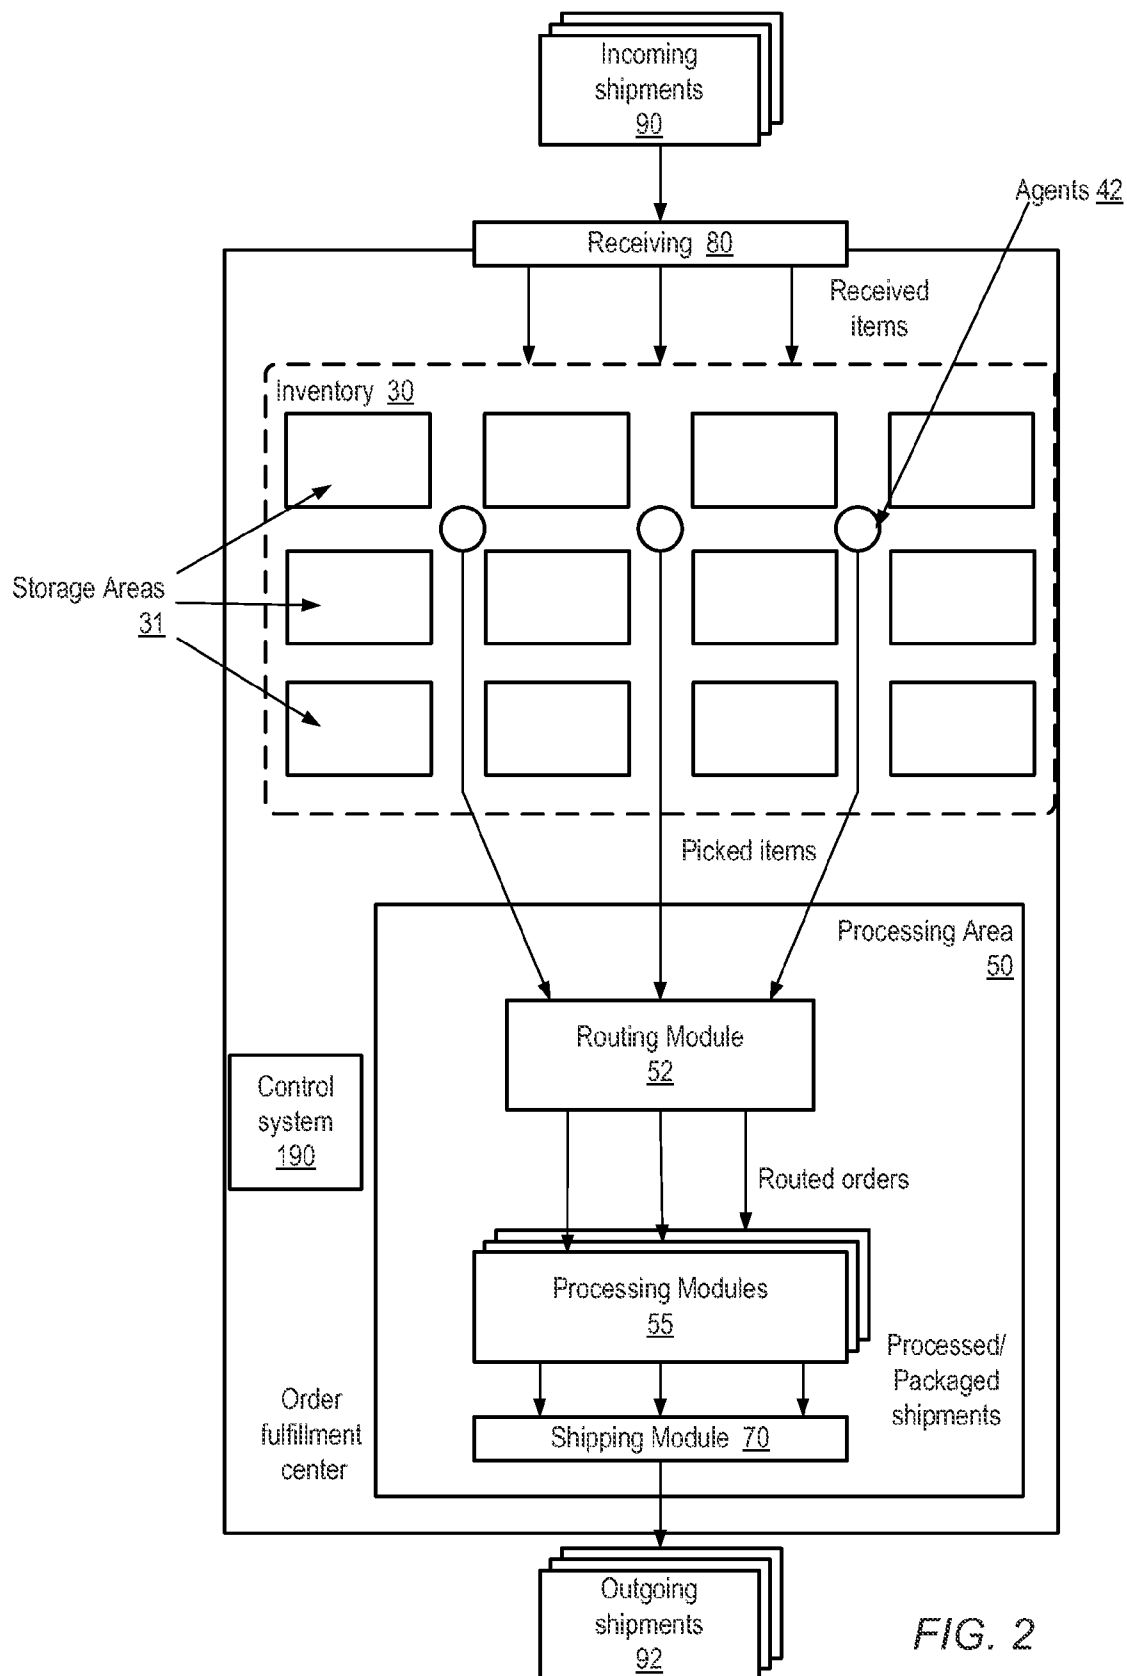 Incoming
shipments
90
Agents 42
Receiving 80
Received
items
Inventory 30
Storage Areas
31
Picked items
Processing Area
50
Routing Module
52
Control
system
190
Routed orders
Processing Modules
55
Processed/
Packaged
shipments
Order
fulfillment
center
Shipping Module 70
Outgoing
shipments
92
FIG. 2